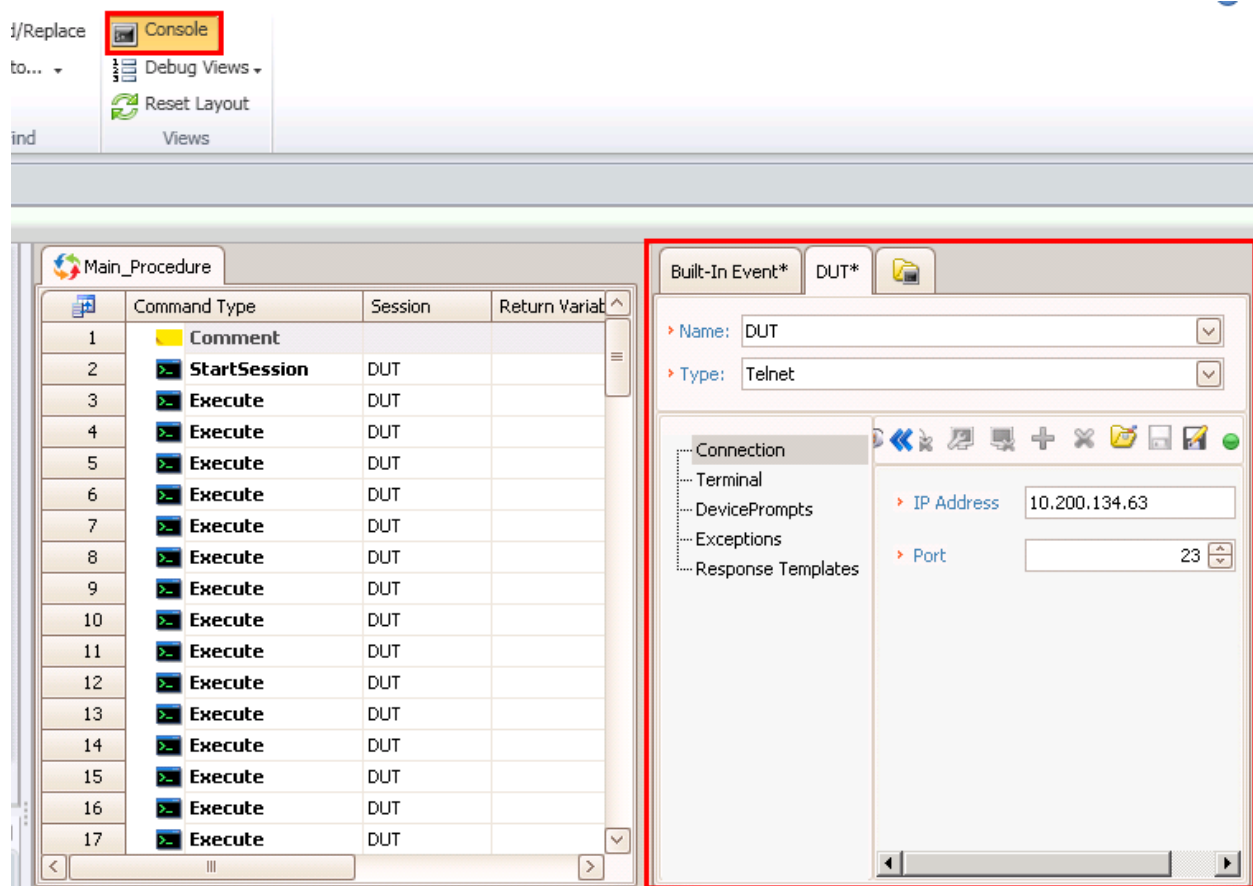 d/Replace
Console
to...
Debug Views
Reset Layout
Views
Main_Procedure
Command Type Session Return Variab
1 Comment
2 StartSession DUT
3 Execute DUT
4 Execute DUT
5 Execute DUT
6 Execute DUT
7 Execute DUT
8 Execute DUT
9 Execute DUT
10 Execute DUT
11 Execute DUT
12 Execute DUT
13 Execute DUT
14 Execute DUT
15 Execute DUT
16 Execute DUT
17 Execute DUT
Built-In Event* DUT*
Name: DUT
Type: Telnet
Connection
Terminal
DevicePrompts
Exceptions
Response Templates
IP Address 10.200.134.63
Port 23